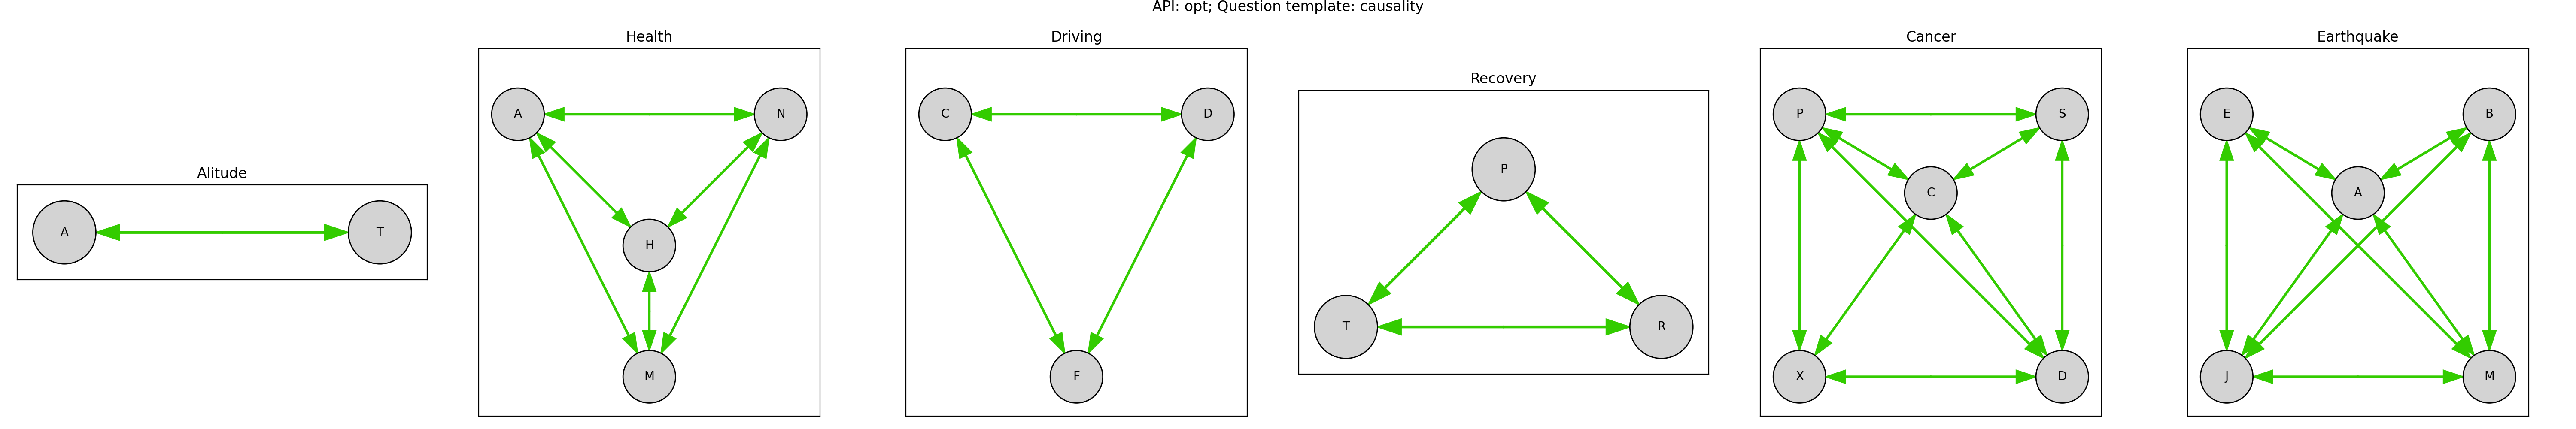 API: opt; Question template: causality
Alitude
A
T
Health
A
N
H
M
Driving
C
D
F
Recovery
P
T
R
Cancer
P
S
C
X
D
Earthquake
E
B
A
J
M